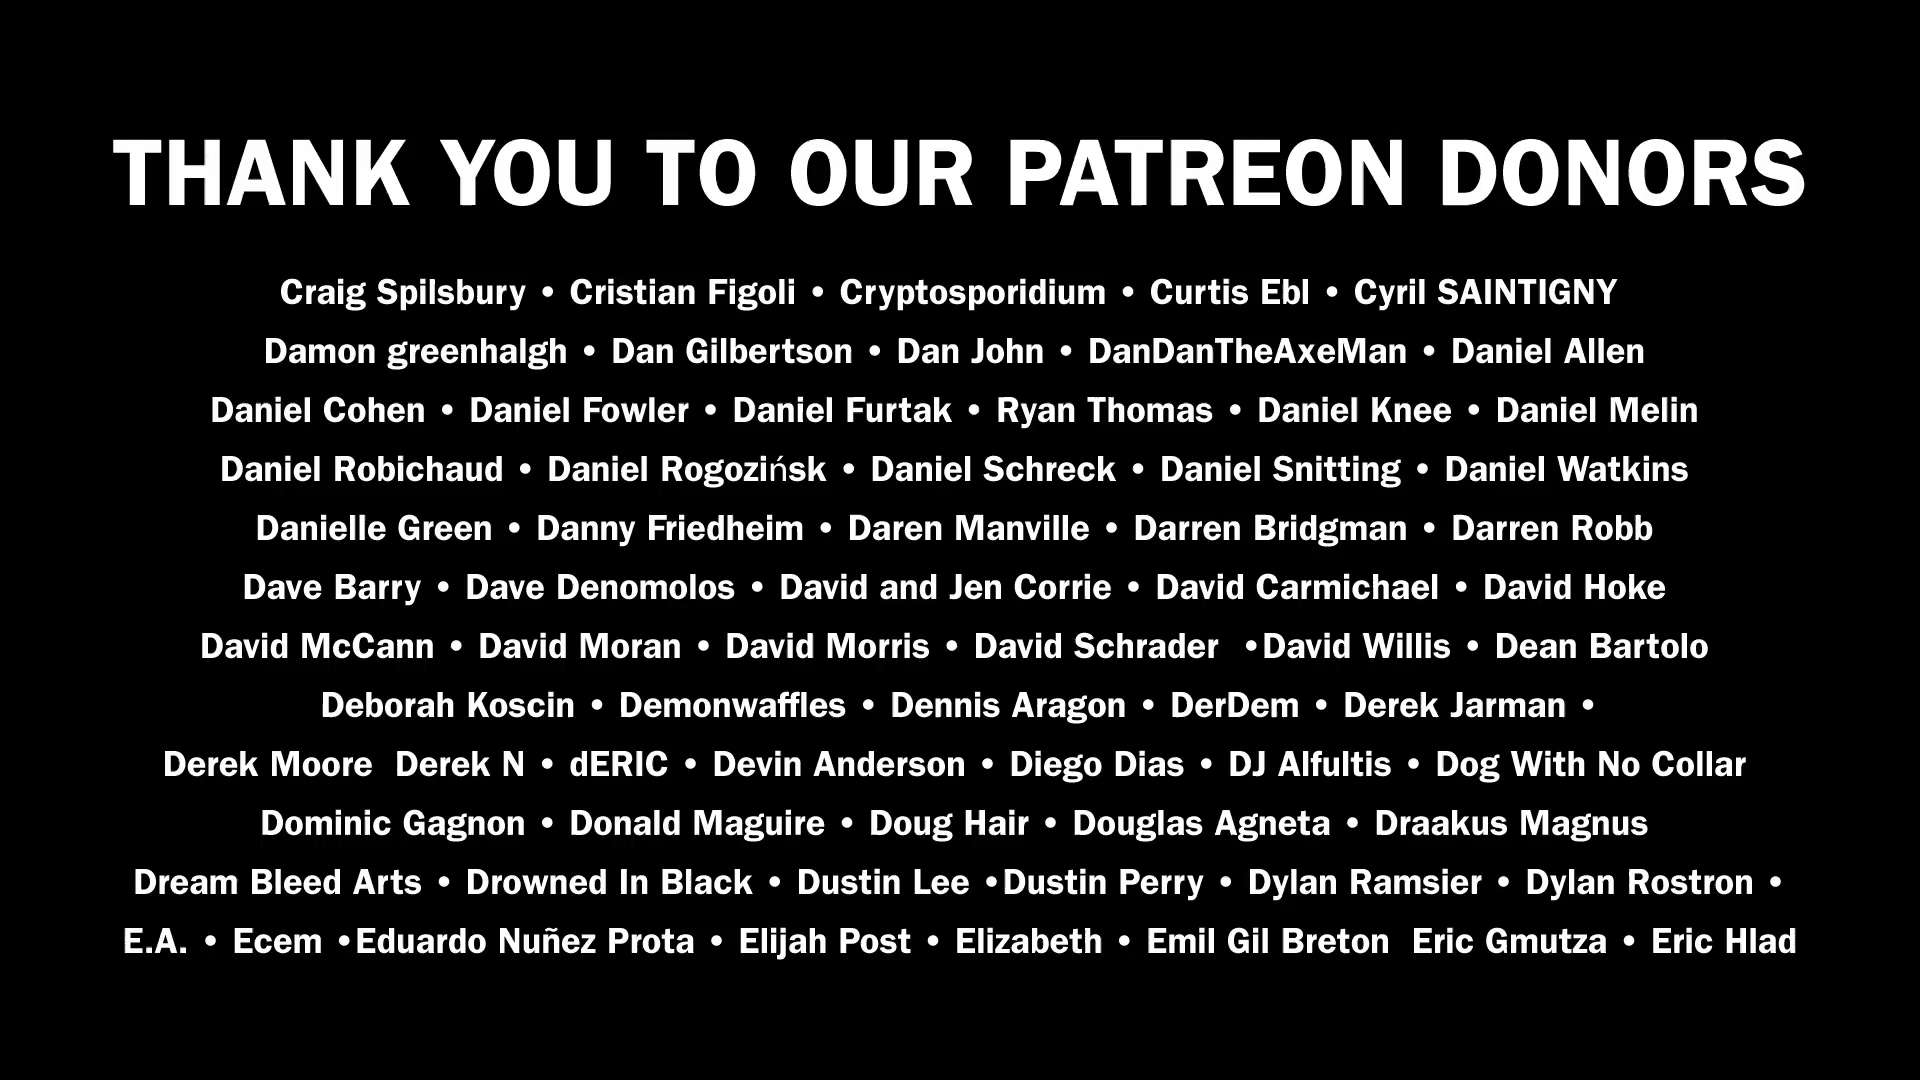 THANK YOU TO OUR PATREON DONORS
Craig Spilsbury • Cristian Figoli • Cryptosporidium • Curtis Ebl • Cyril SAINTIGNY
Damon greenhalgh • Dan Gilbertson • Dan John • DanDanTheAxeMan • Daniel Allen
Daniel Cohen • Daniel Fowler • Daniel Furtak • Ryan Thomas • Daniel Knee • Daniel Melin
Daniel Robichaud • Daniel Rogozińsk • Daniel Schreck • Daniel Snitting • Daniel Watkins
Danielle Green • Danny Friedheim • Daren Manville • Darren Bridgman • Darren Robb
Dave Barry • Dave Denomolos • David and Jen Corrie • David Carmichael • David Hoke
David McCann • David Moran • David Morris • David Schrader  •David Willis • Dean Bartolo
Deborah Koscin • Demonwaffles • Dennis Aragon • DerDem • Derek Jarman •
Derek Moore  Derek N • dERIC • Devin Anderson • Diego Dias • DJ Alfultis • Dog With No Collar
Dominic Gagnon • Donald Maguire • Doug Hair • Douglas Agneta • Draakus Magnus
Dream Bleed Arts • Drowned In Black • Dustin Lee •Dustin Perry • Dylan Ramsier • Dylan Rostron •
E.A. • Ecem •Eduardo Nuñez Prota • Elijah Post • Elizabeth • Emil Gil Breton  Eric Gmutza • Eric Hlad